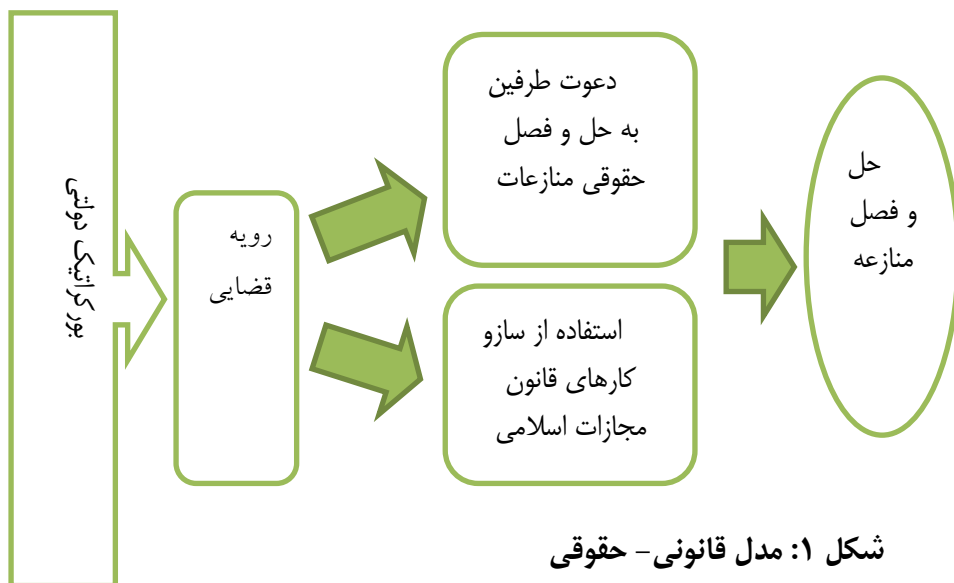 بورکراتیک دولتی
رویه
قضایی
دعوت طرفین
به حل و فصل
حقوقی منازعات
استفاده از سازو
کارهای قانون
مجازات اسلامی
حل
و فصل
منازعه
شکل ۱: مدل قانونی- حقوقی